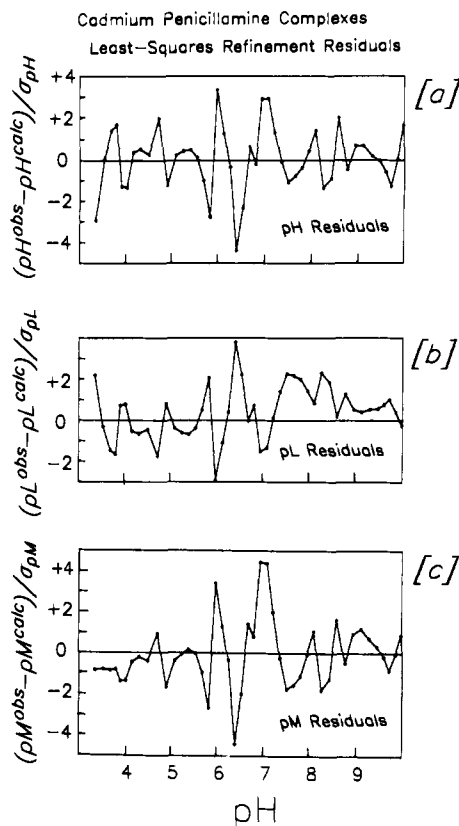 Cadmium Penicillamine Complexes
Least-Squares Refinement Residuals
[a]
(pH^obs-pH^calc)/σpH
+4
+2
0
-2
-4
pH Residuals
[b]
(pL^obs-pL^calc)/σpL
+2
0
-2
pL Residuals
[c]
(pM^obs-pM^calc)/σpM
+4
+2
0
-2
-4
pM Residuals
4 5 6 7 8 9
pH